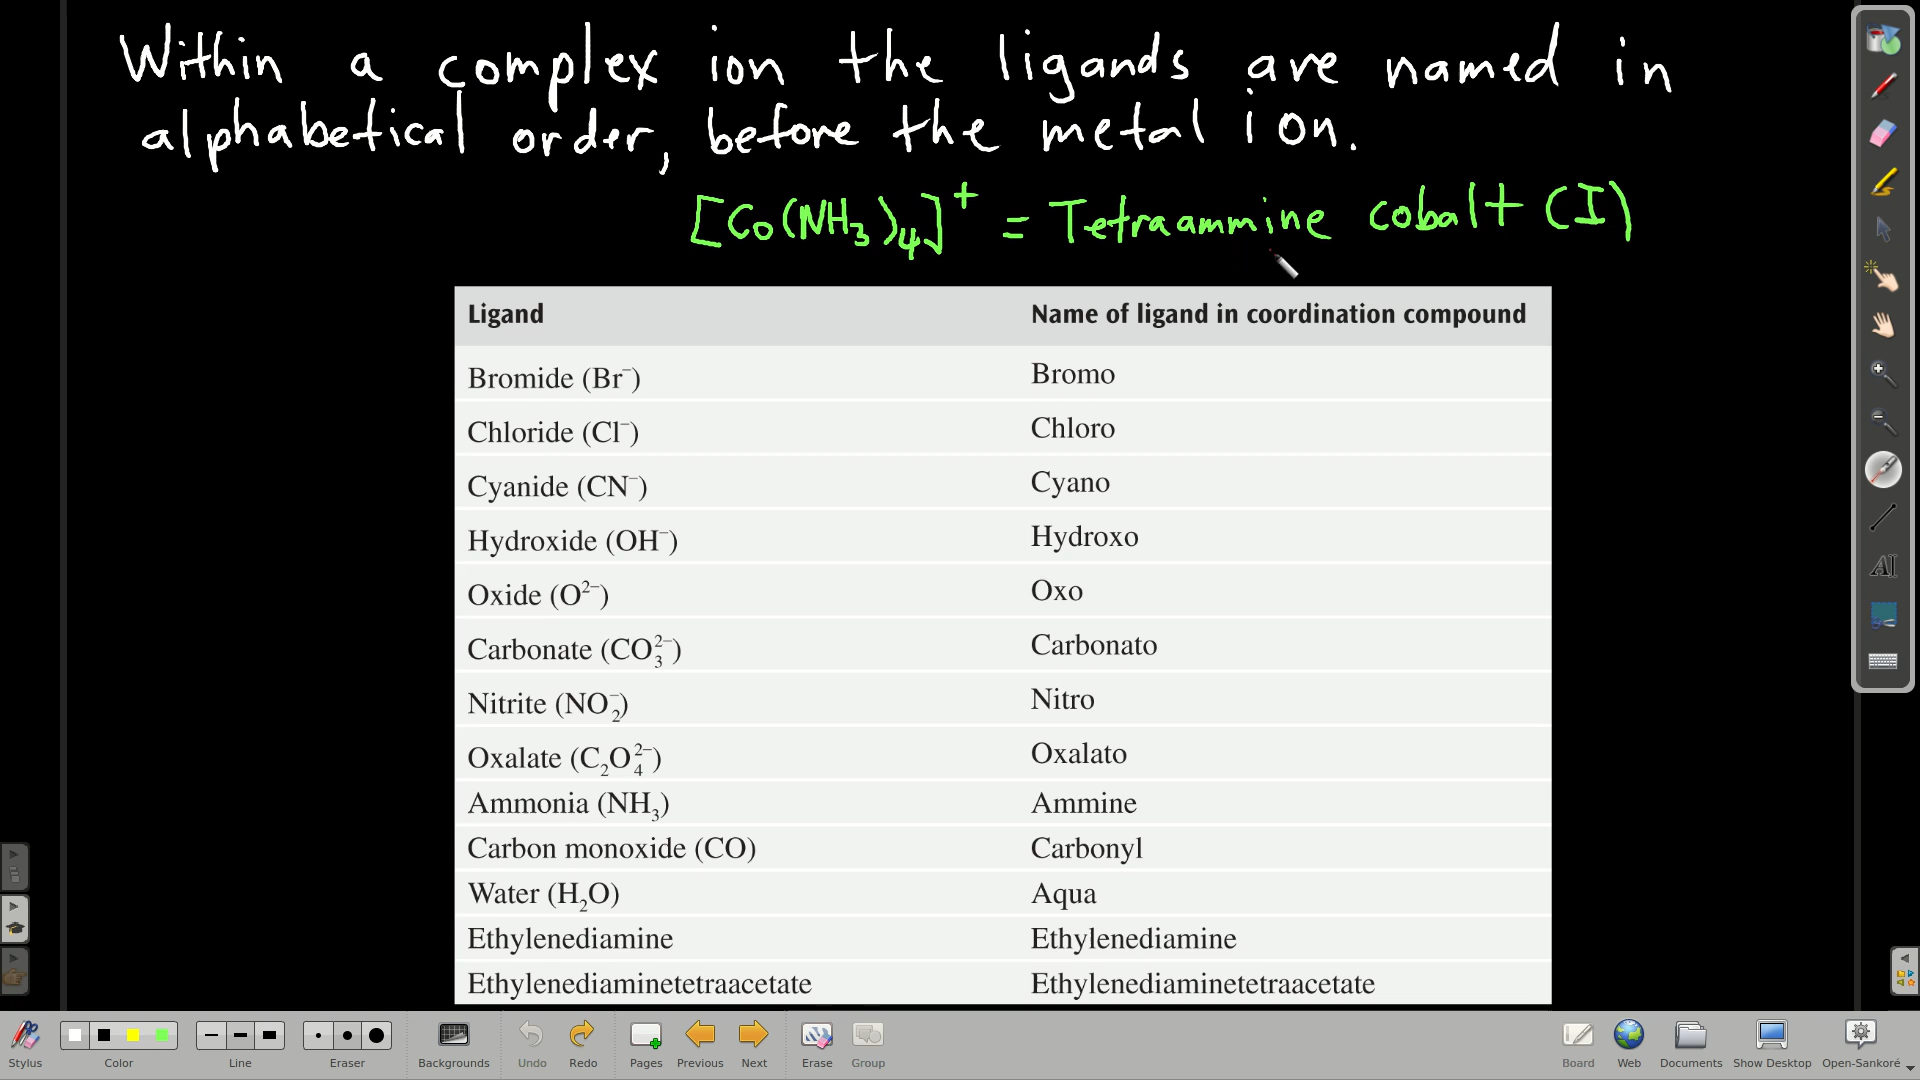 Within a complex ion the ligands are named in
alphabetical order, before the metal ion.
[Co(NH₃)₄]⁺ = Tetraammine cobalt (I)
Ligand Name of ligand in coordination compound
Bromide (Br⁻) Bromo
Chloride (Cl⁻) Chloro
Cyanide (CN⁻) Cyano
Hydroxide (OH⁻) Hydroxo
Oxide (O²⁻) Oxo
Carbonate (CO₃²⁻) Carbonato
Nitrite (NO₂⁻) Nitro
Oxalate (C₂O₄²⁻) Oxalato
Ammonia (NH₃) Ammine
Carbon monoxide (CO) Carbonyl
Water (H₂O) Aqua
Ethylenediamine Ethylenediamine
Ethylenediaminetetraacetate Ethylenediaminetetraacetate
AI
Stylus Color Line Eraser Backgrounds Undo Redo Pages Previous Next Erase Group Board Web Documents Show Desktop Open-Sankoré